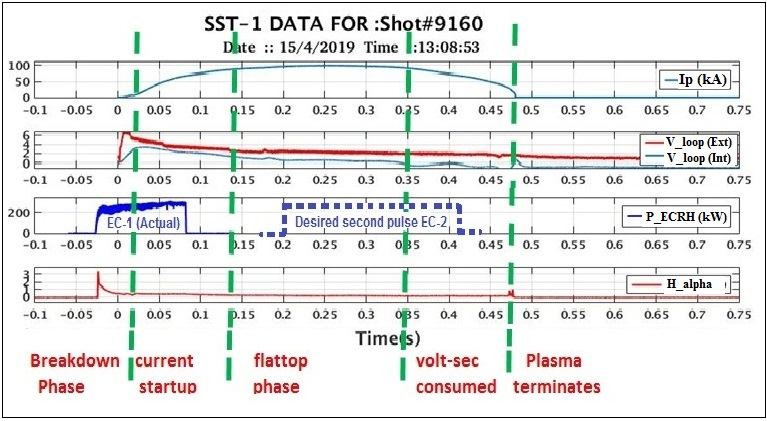 SST-1 DATA FOR :Shot#9160
Date :: 15/4/2019 Time :13:08:53
100
50
0
Ip (kA)
-0.1 -0.05 0 0.05 0.1 0.15 0.2 0.25 0.3 0.35 0.4 0.45 0.5 0.55 0.6 0.65 0.7 0.75
6
4
2
0
V_loop (Ext)
V_loop (Int)
-0.1 -0.05 0 0.05 0.1 0.15 0.2 0.25 0.3 0.35 0.4 0.45 0.5 0.55 0.6 0.65 0.7 0.75
200
0
EC-1 (Actual)
Desired second pulse EC-2
P_ECRH (kW)
-0.1 -0.05 0 0.05 0.1 0.15 0.2 0.25 0.3 0.35 0.4 0.45 0.5 0.55 0.6 0.65 0.7 0.75
3
2
1
0
H_alpha
-0.1 -0.05 0 0.05 0.1 0.15 0.2 0.25 0.3 0.35 0.4 0.45 0.5 0.55 0.6 0.65 0.7 0.75
Time(s)
Breakdown Phase
current startup
flattop phase
volt-sec consumed
Plasma terminates